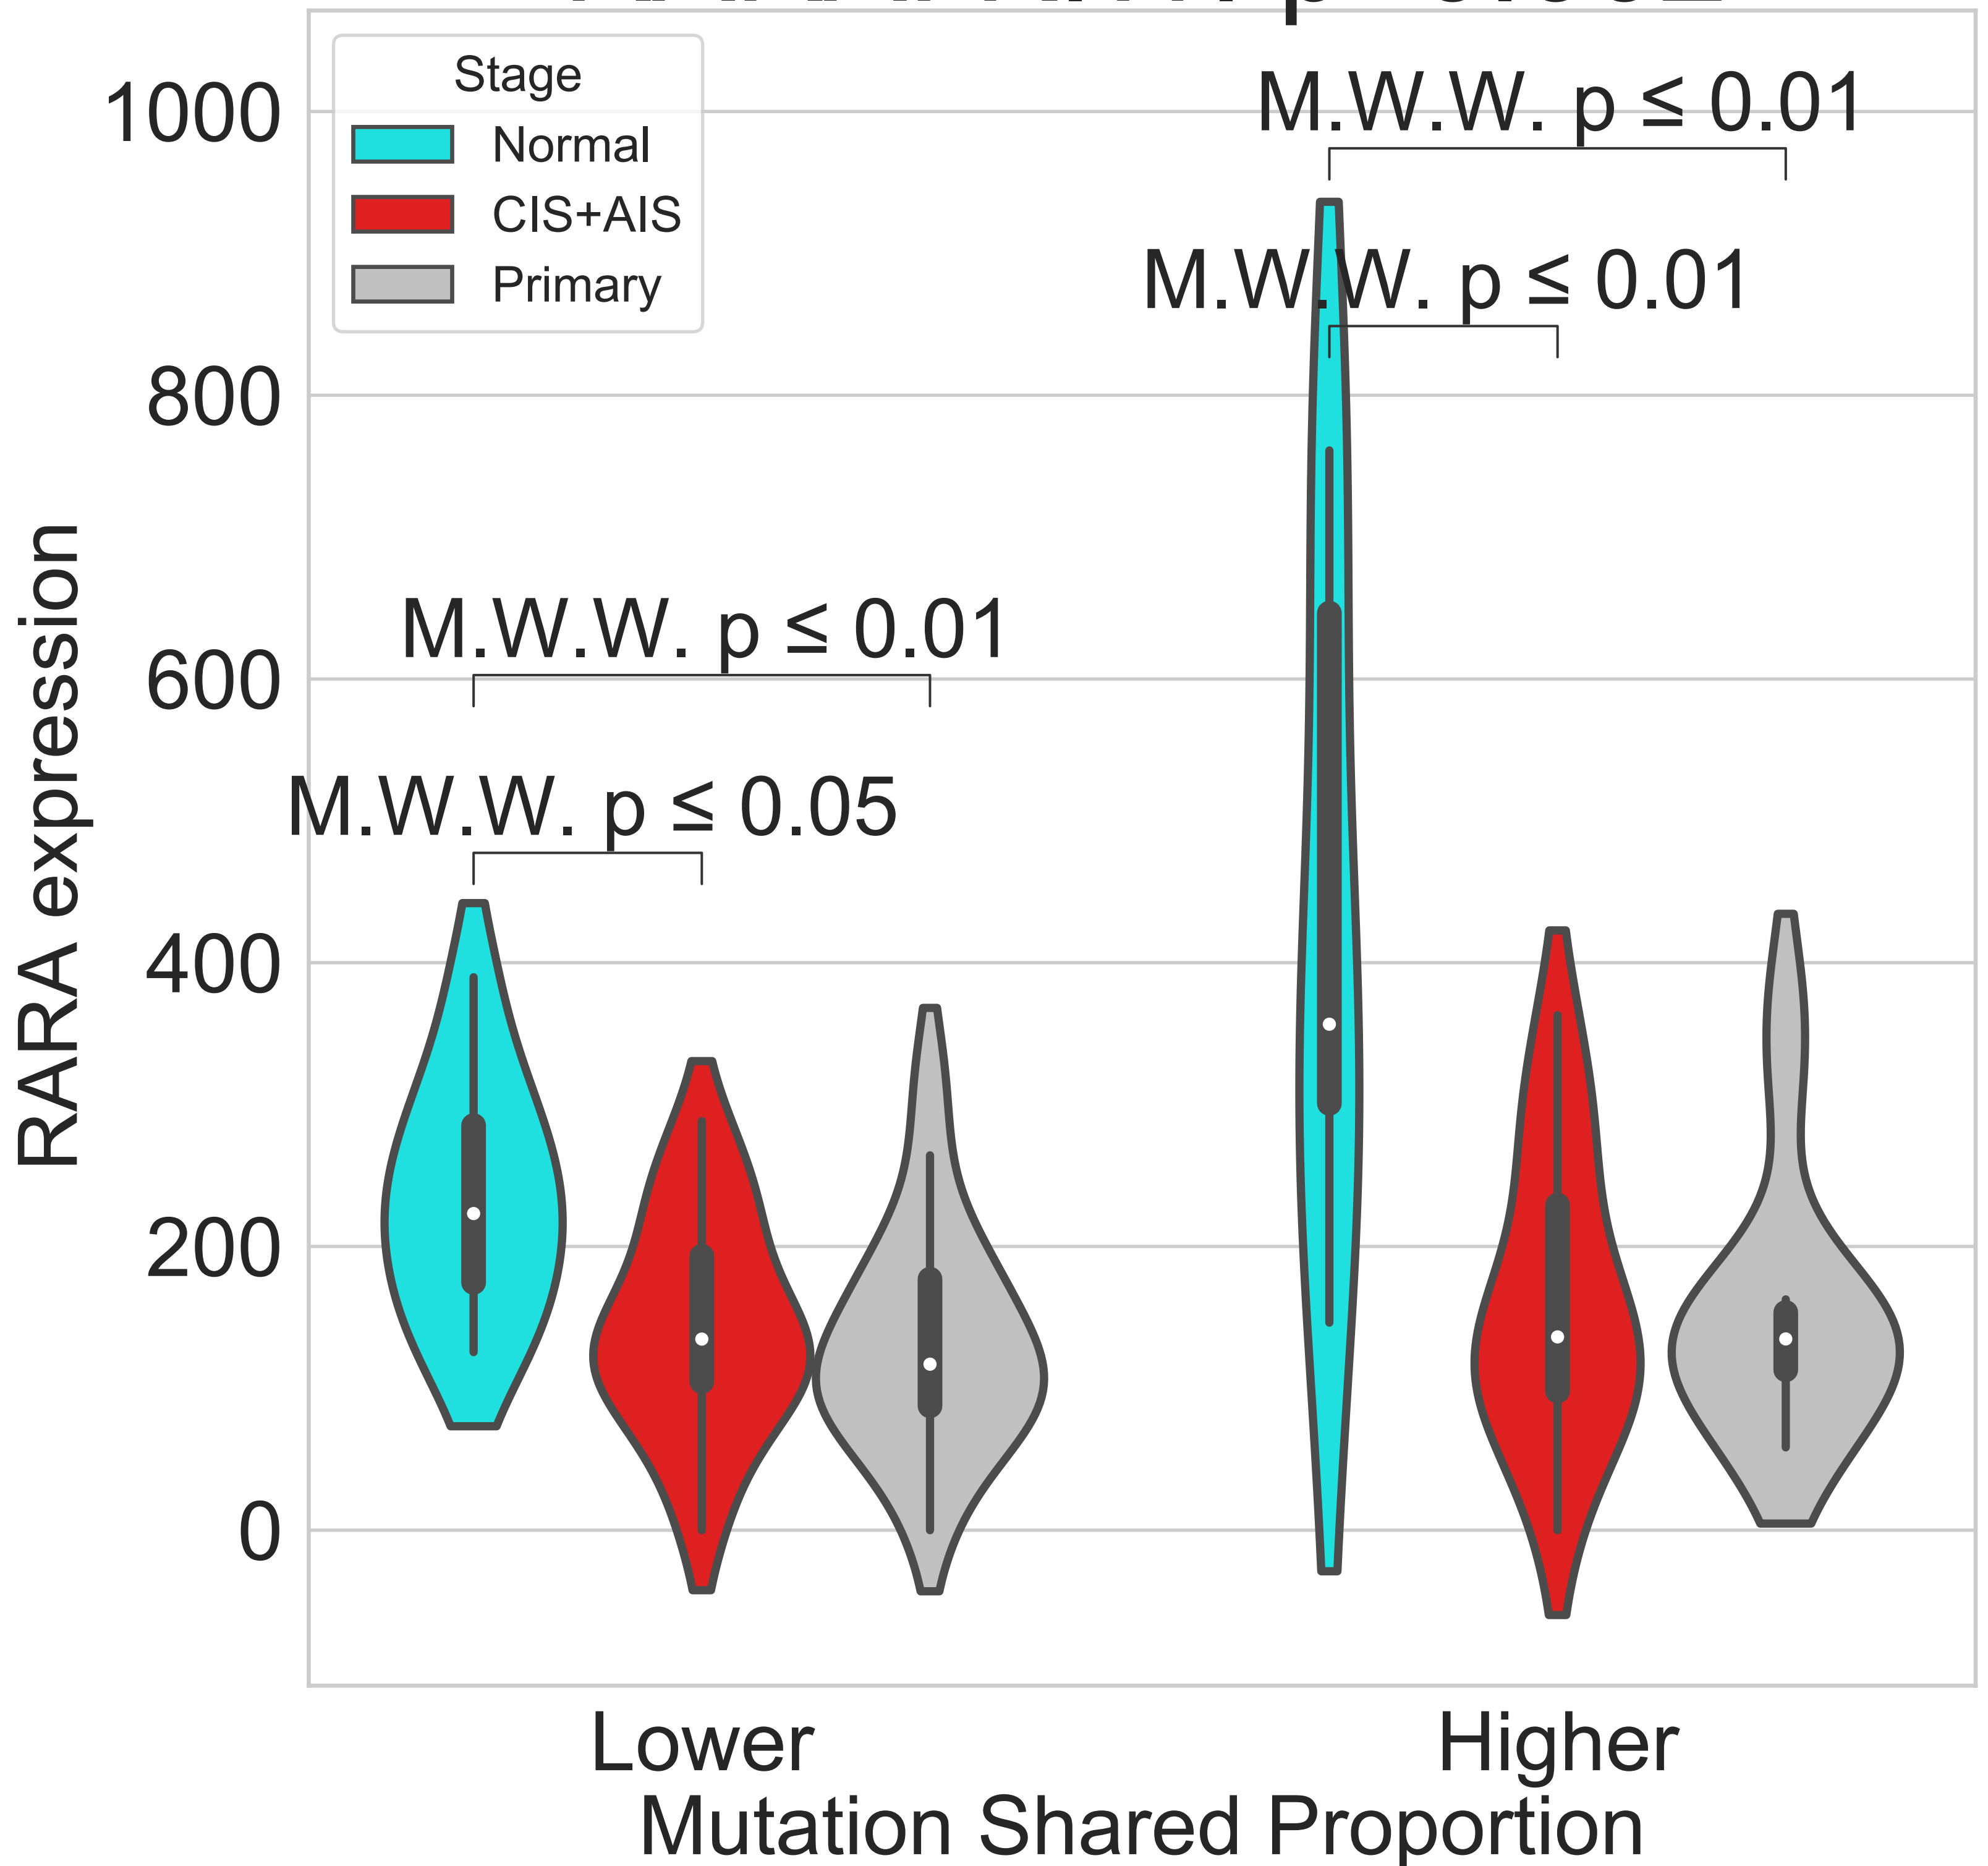 Stage
Normal
CIS+AIS
Primary
M.W.W. p ≤ 0.01
M.W.W. p ≤ 0.01
M.W.W. p ≤ 0.01
M.W.W. p ≤ 0.05
1000
800
600
400
200
0
RARA expression
Lower
Higher
Mutation Shared Proportion